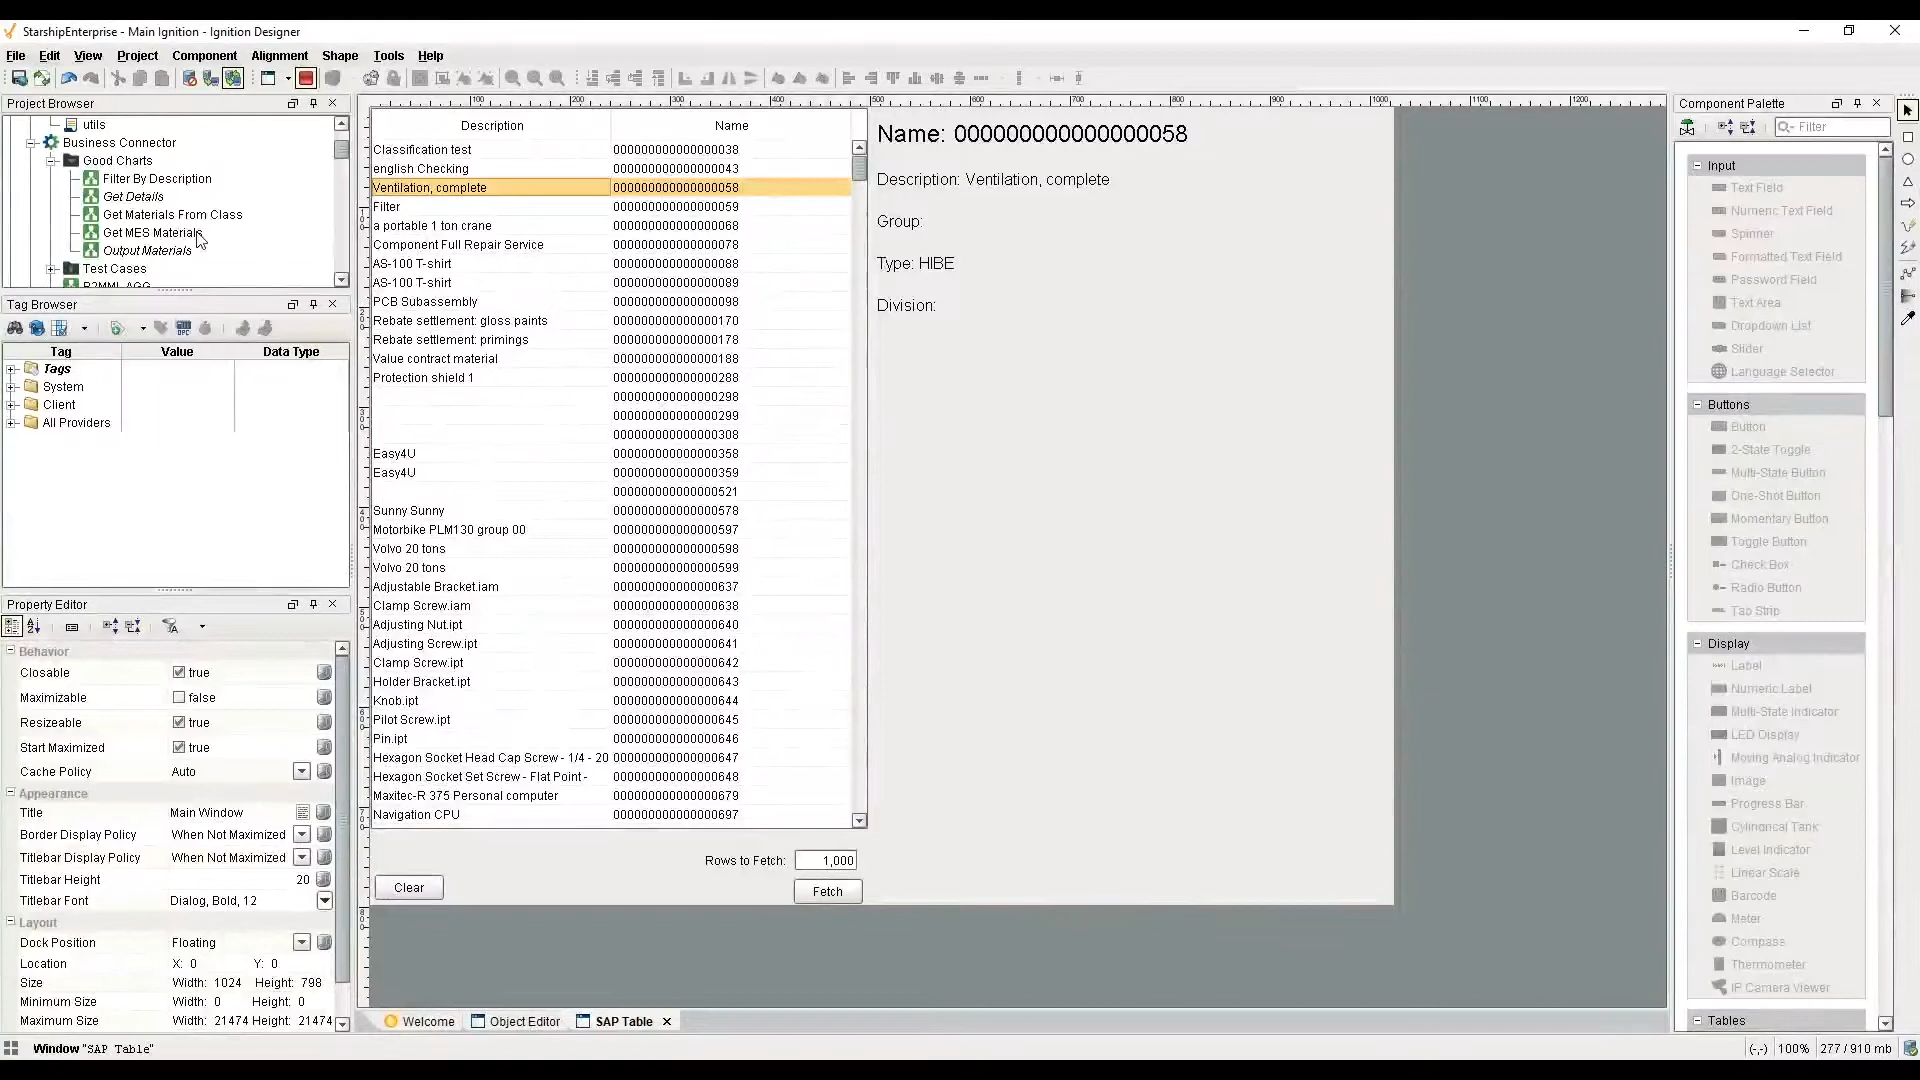 StarshipEnterprise - Main Ignition - Ignition Designer
File Edit View Project Component Alignment Shape Tools Help
Project Browser
utils
Business Connector
Good Charts
Filter By Description
Get Details
Get Materials From Class
Get MES Materials
Output Materials
Test Cases
B2MML AGG
Tag Browser
Tag Value Data Type
Tags
System
Client
All Providers
Property Editor
Behavior
Closable true
Maximizable false
Resizeable true
Start Maximized true
Cache Policy Auto
Appearance
Title Main Window
Border Display Policy When Not Maximized
Titlebar Display Policy When Not Maximized
Titlebar Height 20
Titlebar Font Dialog, Bold, 12
Layout
Dock Position Floating
Location X: 0 Y: 0
Size Width: 1024 Height: 798
Minimum Size Width: 0 Height: 0
Maximum Size Width: 21474 Height: 21474
100 200 300 400 500 600 700 800 900 1000 1100 1200
Description Name
Classification test 000000000000000038
english Checking 000000000000000043
Ventilation, complete 000000000000000058
Filter 000000000000000059
a portable 1 ton crane 000000000000000068
Component Full Repair Service 000000000000000078
AS-100 T-shirt 000000000000000088
AS-100 T-shirt 000000000000000089
PCB Subassembly 000000000000000098
Rebate settlement: gloss paints 000000000000000170
Rebate settlement: primings 000000000000000178
Value contract material 000000000000000188
Protection shield 1 000000000000000288
000000000000000298
000000000000000299
000000000000000308
Easy4U 000000000000000358
Easy4U 000000000000000359
000000000000000521
Sunny Sunny 000000000000000578
Motorbike PLM130 group 00 000000000000000597
Volvo 20 tons 000000000000000598
Volvo 20 tons 000000000000000599
Adjustable Bracket.iam 000000000000000637
Clamp Screw.iam 000000000000000638
Adjusting Nut.ipt 000000000000000640
Adjusting Screw.ipt 000000000000000641
Clamp Screw.ipt 000000000000000642
Holder Bracket.ipt 000000000000000643
Knob.ipt 000000000000000644
Pilot Screw.ipt 000000000000000645
Pin.ipt 000000000000000646
Hexagon Socket Head Cap Screw - 1/4 - 20 000000000000000647
Hexagon Socket Set Screw - Flat Point - 000000000000000648
Maxitec-R 375 Personal computer 000000000000000679
Navigation CPU 000000000000000697
Rows to Fetch: 1,000
Clear Fetch
Name: 000000000000000058
Description: Ventilation, complete
Group:
Type: HIBE
Division:
Welcome Object Editor SAP Table
Component Palette
Filter
Input
Text Field
Numeric Text Field
Spinner
Formatted Text Field
Password Field
Text Area
Dropdown List
Slider
Language Selector
Buttons
Button
2-State Toggle
Multi-State Button
One-Shot Button
Momentary Button
Toggle Button
Check Box
Radio Button
Tab Strip
Display
Label
Numeric Label
Multi-State Indicator
LED Display
Moving Analog Indicator
Image
Progress Bar
Cylindrical Tank
Level Indicator
Linear Scale
Barcode
Meter
Compass
Thermometer
IP Camera Viewer
Tables
Window "SAP Table" (-,-) 100% 277 / 910 mb